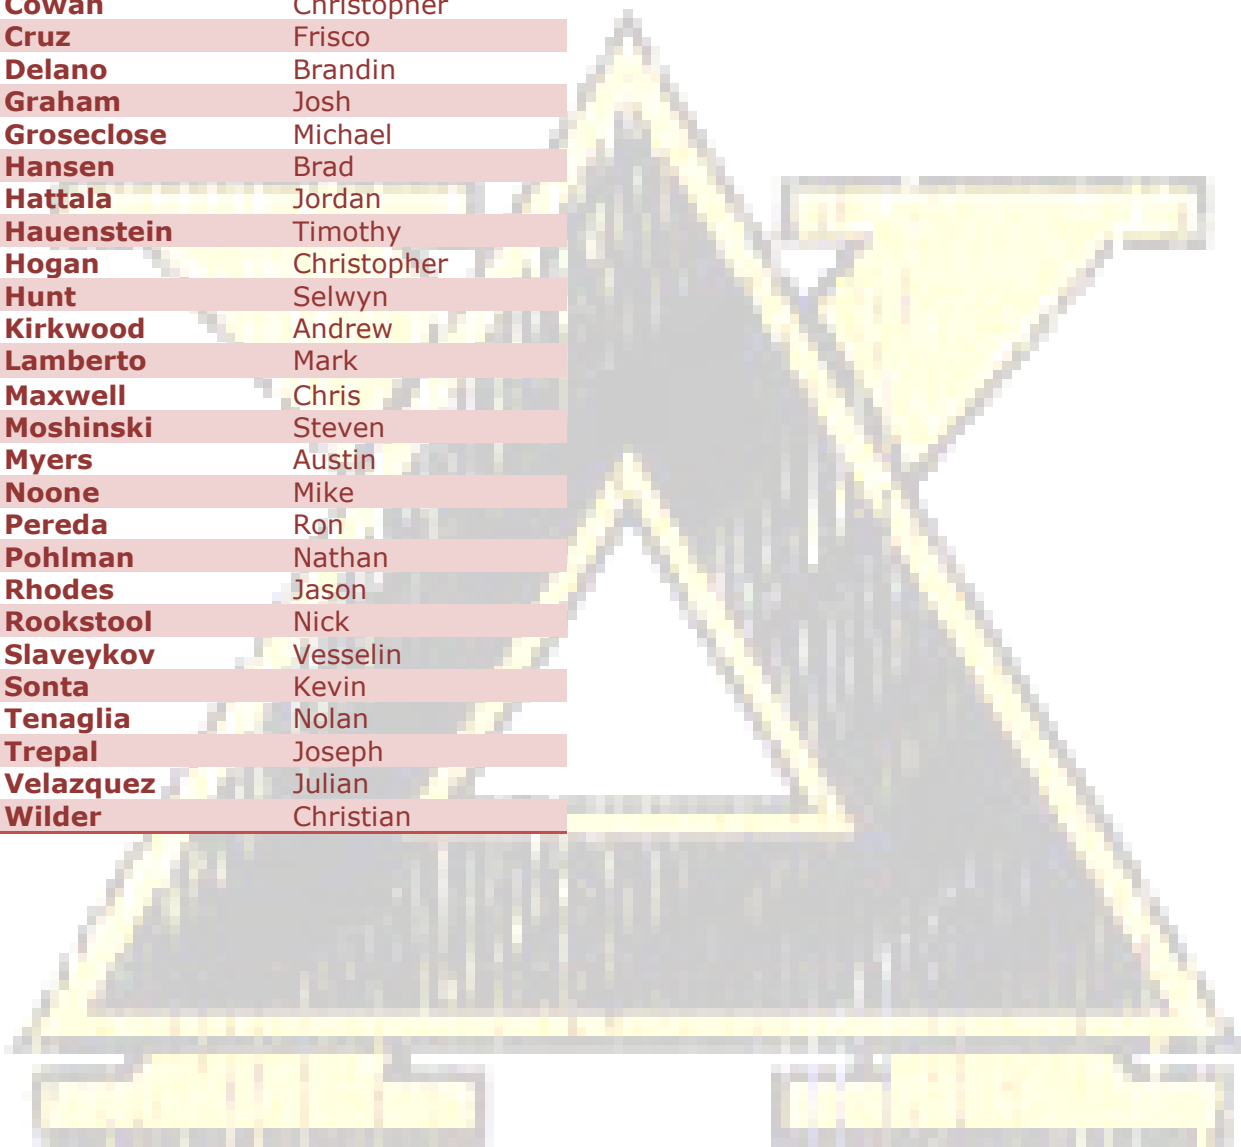 Cowan Christopher
Cruz Frisco
Delano Brandin
Graham Josh
Groseclose Michael
Hansen Brad
Hattala Jordan
Hauenstein Timothy
Hogan Christopher
Hunt Selwyn
Kirkwood Andrew
Lamberto Mark
Maxwell Chris
Moshinski Steven
Myers Austin
Noone Mike
Pereda Ron
Pohlman Nathan
Rhodes Jason
Rookstool Nick
Slaveykov Vesselin
Sonta Kevin
Tenaglia Nolan
Trepal Joseph
Velazquez Julian
Wilder Christian